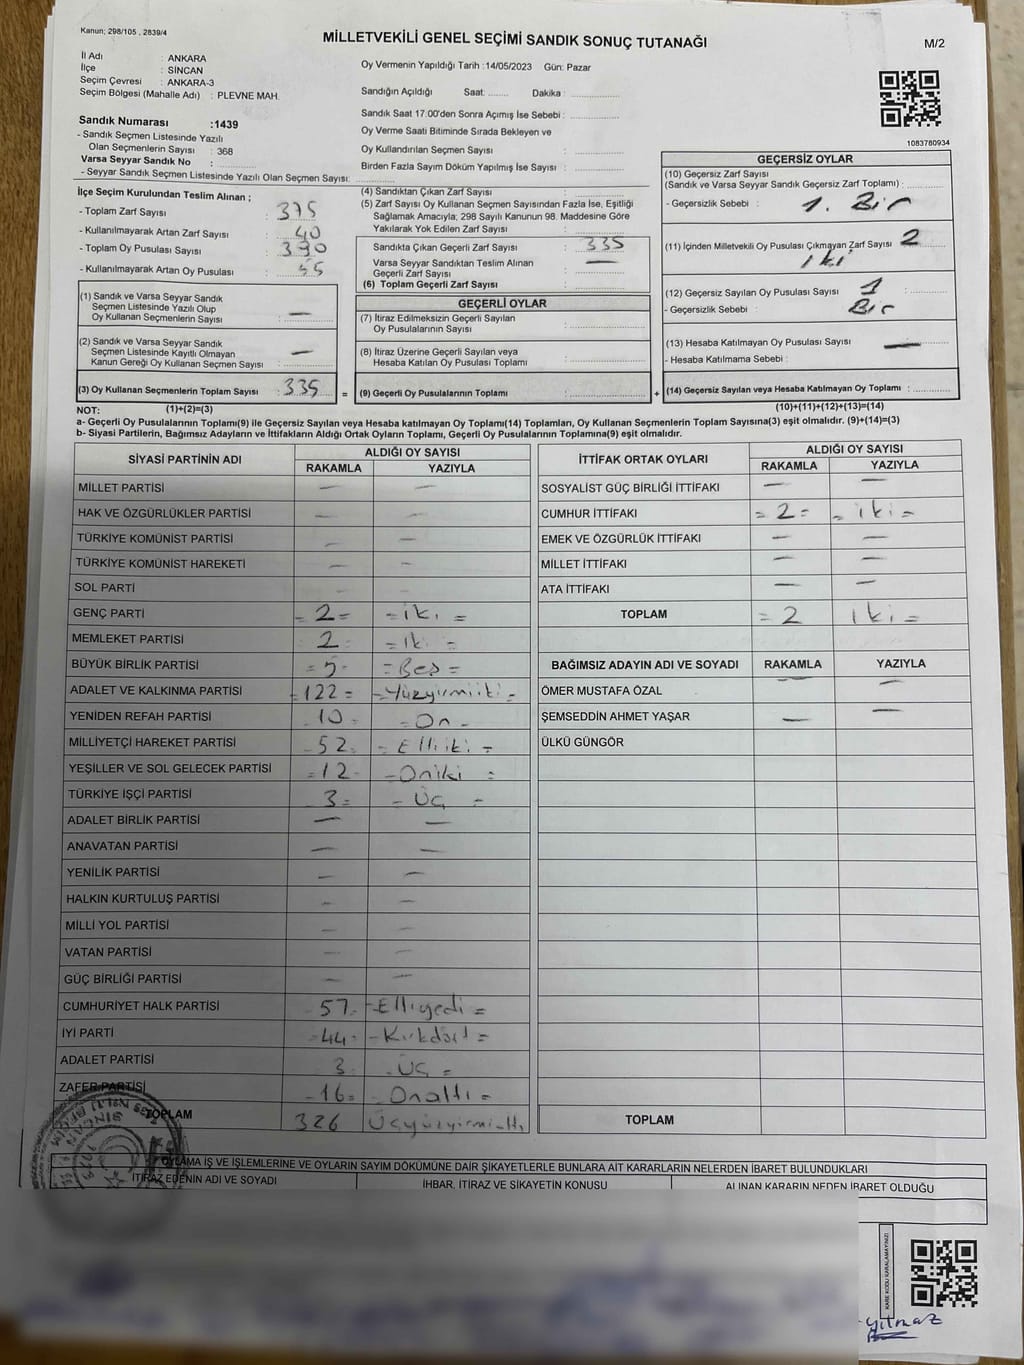 Kanun; 298/105 , 2839/4
MİLLETVEKİLİ GENEL SEÇİMİ SANDIK SONUÇ TUTANAĞI
M/2
İl Adı : ANKARA
İlçe : SİNCAN
Seçim Çevresi : ANKARA-3
Seçim Bölgesi (Mahalle Adı) : PLEVNE MAH.
Oy Vermenin Yapıldığı Tarih :14/05/2023 Gün: Pazar
Sandığın Açıldığı Saat: ........ Dakika : ..............
Sandık Saat 17.00'den Sonra Açımış İse Sebebi : ..............
Oy Verme Saati Bitiminde Sırada Bekleyen ve
Oy Kullandırılan Seçmen Sayısı : ..............
Birden Fazla Sayım Döküm Yapılmış İse Sayısı : ..............
1083780934
Sandık Numarası :1439
- Sandık Seçmen Listesinde Yazılı
Olan Seçmenlerin Sayısı : 368
Varsa Seyyar Sandık No :
- Seyyar Sandık Seçmen Listesinde Yazılı Olan Seçmen Sayısı:
İlçe Seçim Kurulundan Teslim Alınan ;
- Toplam Zarf Sayısı : 375
- Kullanılmayarak Artan Zarf Sayısı : 40
- Toplam Oy Pusulası Sayısı : 390
- Kullanılmayarak Artan Oy Pusulası : 55
(1) Sandık ve Varsa Seyyar Sandık
Seçmen Listesinde Yazılı Olup
Oy Kullanan Seçmenlerin Sayısı : —
(2) Sandık ve Varsa Seyyar Sandık
Seçmen Listesinde Kayıtlı Olmayan
Kanun Gereği Oy Kullanan Seçmen Sayısı : —
(3) Oy Kullanan Seçmenlerin Toplam Sayısı : 335 =
(4) Sandıktan Çıkan Zarf Sayısı : ..............
(5) Zarf Sayısı Oy Kullanan Seçmen Sayısından Fazla İse, Eşitliği
Sağlamak Amacıyla; 298 Sayılı Kanunun 98. Maddesine Göre
Yakılarak Yok Edilen Zarf Sayısı : ..............
Sandıkta Çıkan Geçerli Zarf Sayısı : 335
Varsa Seyyar Sandıktan Teslim Alınan —
Geçerli Zarf Sayısı : ..............
(6) Toplam Geçerli Zarf Sayısı : ..............
GEÇERLİ OYLAR
(7) İtiraz Edilmeksizin Geçerli Sayılan
Oy Pusulalarının Sayısı : ..............
(8) İtiraz Üzerine Geçerli Sayılan veya
Hesaba Katılan Oy Pusulası Toplamı : ..............
(9) Geçerli Oy Pusulalarının Toplamı : .............. +
GEÇERSİZ OYLAR
(10) Geçersiz Zarf Sayısı
(Sandık ve Varsa Seyyar Sandık Geçersiz Zarf Toplamı) : ........
- Geçersizlik Sebebi : 1. Bir
(11) İçinden Milletvekili Oy Pusulası Çıkmayan Zarf Sayısı 2
iki
(12) Geçersiz Sayılan Oy Pusulası Sayısı : 1
- Geçersizlik Sebebi : Bir
(13) Hesaba Katılmayan Oy Pusulası Sayısı : —
- Hesaba Katılmama Sebebi :
(14) Geçersiz Sayılan veya Hesaba Katılmayan Oy Toplamı : ........
NOT: (1)+(2)=(3) (10)+(11)+(12)+(13)=(14)
a- Geçerli Oy Pusulalarının Toplamı(9) ile Geçersiz Sayılan veya Hesaba katılmayan Oy Toplamı(14) Toplamları, Oy Kullanan Seçmenlerin Toplam Sayısına(3) eşit olmalıdır. (9)+(14)=(3)
b- Siyasi Partilerin, Bağımsız Adayların ve İttifakların Aldığı Ortak Oyların Toplamı, Geçerli Oy Pusulalarının Toplamına(9) eşit olmalıdır.
SİYASİ PARTİNİN ADI ALDIĞI OY SAYISI
RAKAMLA YAZIYLA
MİLLET PARTİSİ — —
HAK VE ÖZGÜRLÜKLER PARTİSİ — —
TÜRKİYE KOMÜNİST PARTİSİ — —
TÜRKİYE KOMÜNİST HAREKETİ — —
SOL PARTİ — —
GENÇ PARTİ = 2 = = iki =
MEMLEKET PARTİSİ 2 - = iki =
BÜYÜK BİRLİK PARTİSİ = 5 - = Beş =
ADALET VE KALKINMA PARTİSİ - 122 = - Yüzyirmiiki -
YENİDEN REFAH PARTİSİ - 10 - = On -
MİLLİYETÇİ HAREKET PARTİSİ - 52 - = Elliiki -
YEŞİLLER VE SOL GELECEK PARTİSİ = 12 - - Oniki =
TÜRKİYE İŞÇİ PARTİSİ 3 = - Üç -
ADALET BİRLİK PARTİSİ — —
ANAVATAN PARTİSİ — —
YENİLİK PARTİSİ — —
HALKIN KURTULUŞ PARTİSİ — —
MİLLİ YOL PARTİSİ — —
VATAN PARTİSİ — —
GÜÇ BİRLİĞİ PARTİSİ — —
CUMHURİYET HALK PARTİSİ - 57 - - Elliyedi =
İYİ PARTİ - 44 - - Kırkdört =
ADALET PARTİSİ 3 - Üç =
ZAFER PARTİSİ - 16 = - Onaltı =
TOPLAM 326 Üçyüzyirmialtı
İTTİFAK ORTAK OYLARI ALDIĞI OY SAYISI
RAKAMLA YAZIYLA
SOSYALİST GÜÇ BİRLİĞİ İTTİFAKI — —
CUMHUR İTTİFAKI = 2 = = iki =
EMEK VE ÖZGÜRLÜK İTTİFAKI — —
MİLLET İTTİFAKI — —
ATA İTTİFAKI — —
TOPLAM = 2 iki =
BAĞIMSIZ ADAYIN ADI VE SOYADI RAKAMLA YAZIYLA
ÖMER MUSTAFA ÖZAL — —
ŞEMSEDDİN AHMET YAŞAR — —
ÜLKÜ GÜNGÖR
TOPLAM
OYLAMA İŞ VE İŞLEMLERİNE VE OYLARIN SAYIM DÖKÜMÜNE DAİR ŞİKAYETLERLE BUNLARA AİT KARARLARIN NELERDEN İBARET BULUNDUKLARI
İTİRAZ EDENİN ADI VE SOYADI İHBAR, İTİRAZ VE ŞİKAYETİN KONUSU ALINAN KARARIN NEDEN İBARET OLDUĞU
KARE KODU KARALAMAYINIZ!
yılmaz